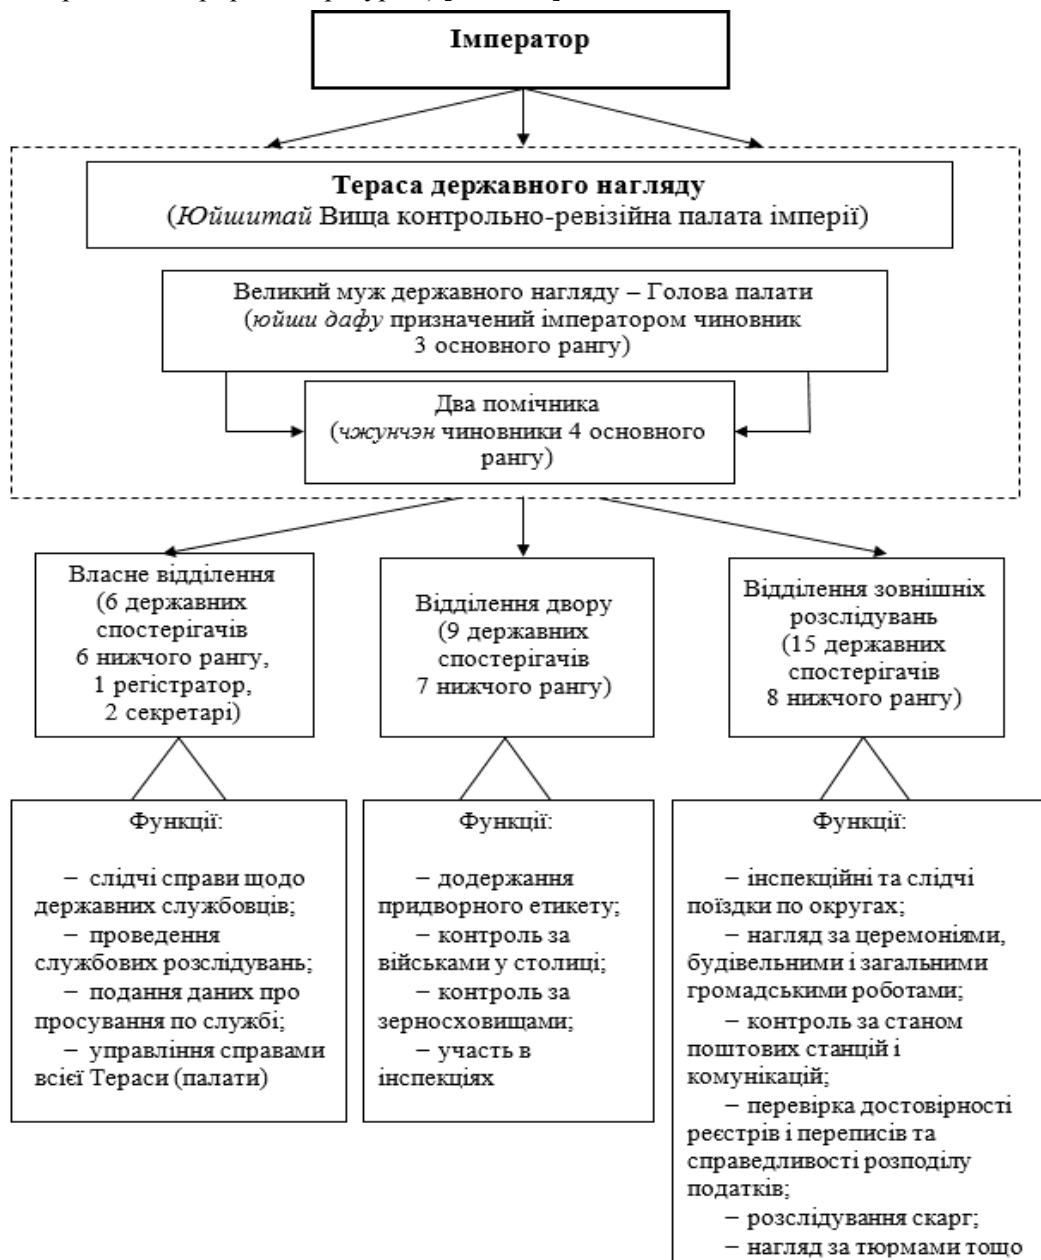 Імператор
Тераса державного нагляду
(Юйшитай Вища контрольно-ревізійна палата імперії)
Великий муж державного нагляду – Голова палати
(юйши дафу призначений імператором чиновник
3 основного рангу)
Два помічника
(чжунчэн чиновники 4 основного
рангу)
Власне відділення
(6 державних
спостерігачів
6 нижчого рангу,
1 регістратор,
2 секретарі)
Відділення двору
(9 державних
спостерігачів
7 нижчого рангу)
Відділення зовнішніх
розслідувань
(15 державних
спостерігачів
8 нижчого рангу)
Функції:
– слідчі справи щодо
державних службовців;
– проведення
службових розслідувань;
– подання даних про
просування по службі;
– управління справами
всієї Тераси (палати)
Функції:
– додержання
придворного етикету;
– контроль за
військами у столиці;
– контроль за
зерносховищами;
– участь в
інспекціях
Функції:
– інспекційні та слідчі
поїздки по округах;
– нагляд за церемоніями,
будівельними і загальними
громадськими роботами;
– контроль за станом
поштових станцій і
комунікацій;
– перевірка достовірності
реєстрів і переписів та
справедливості розподілу
податків;
– розслідування скарг;
– нагляд за тюрмами тощо